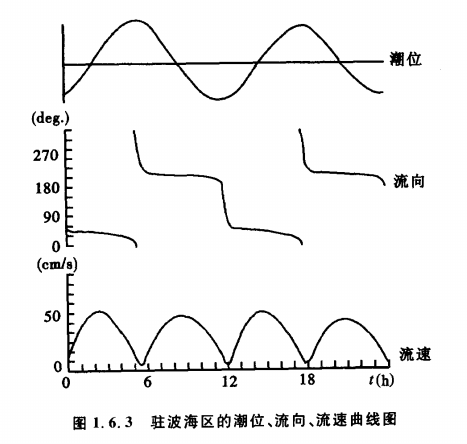 潮位
(deg.)
270
180
90
0
流向
(cm/s)
50
0
流速
0 6 12 18 t(h)
图 1.6.3 驻波海区的潮位、流向、流速曲线图